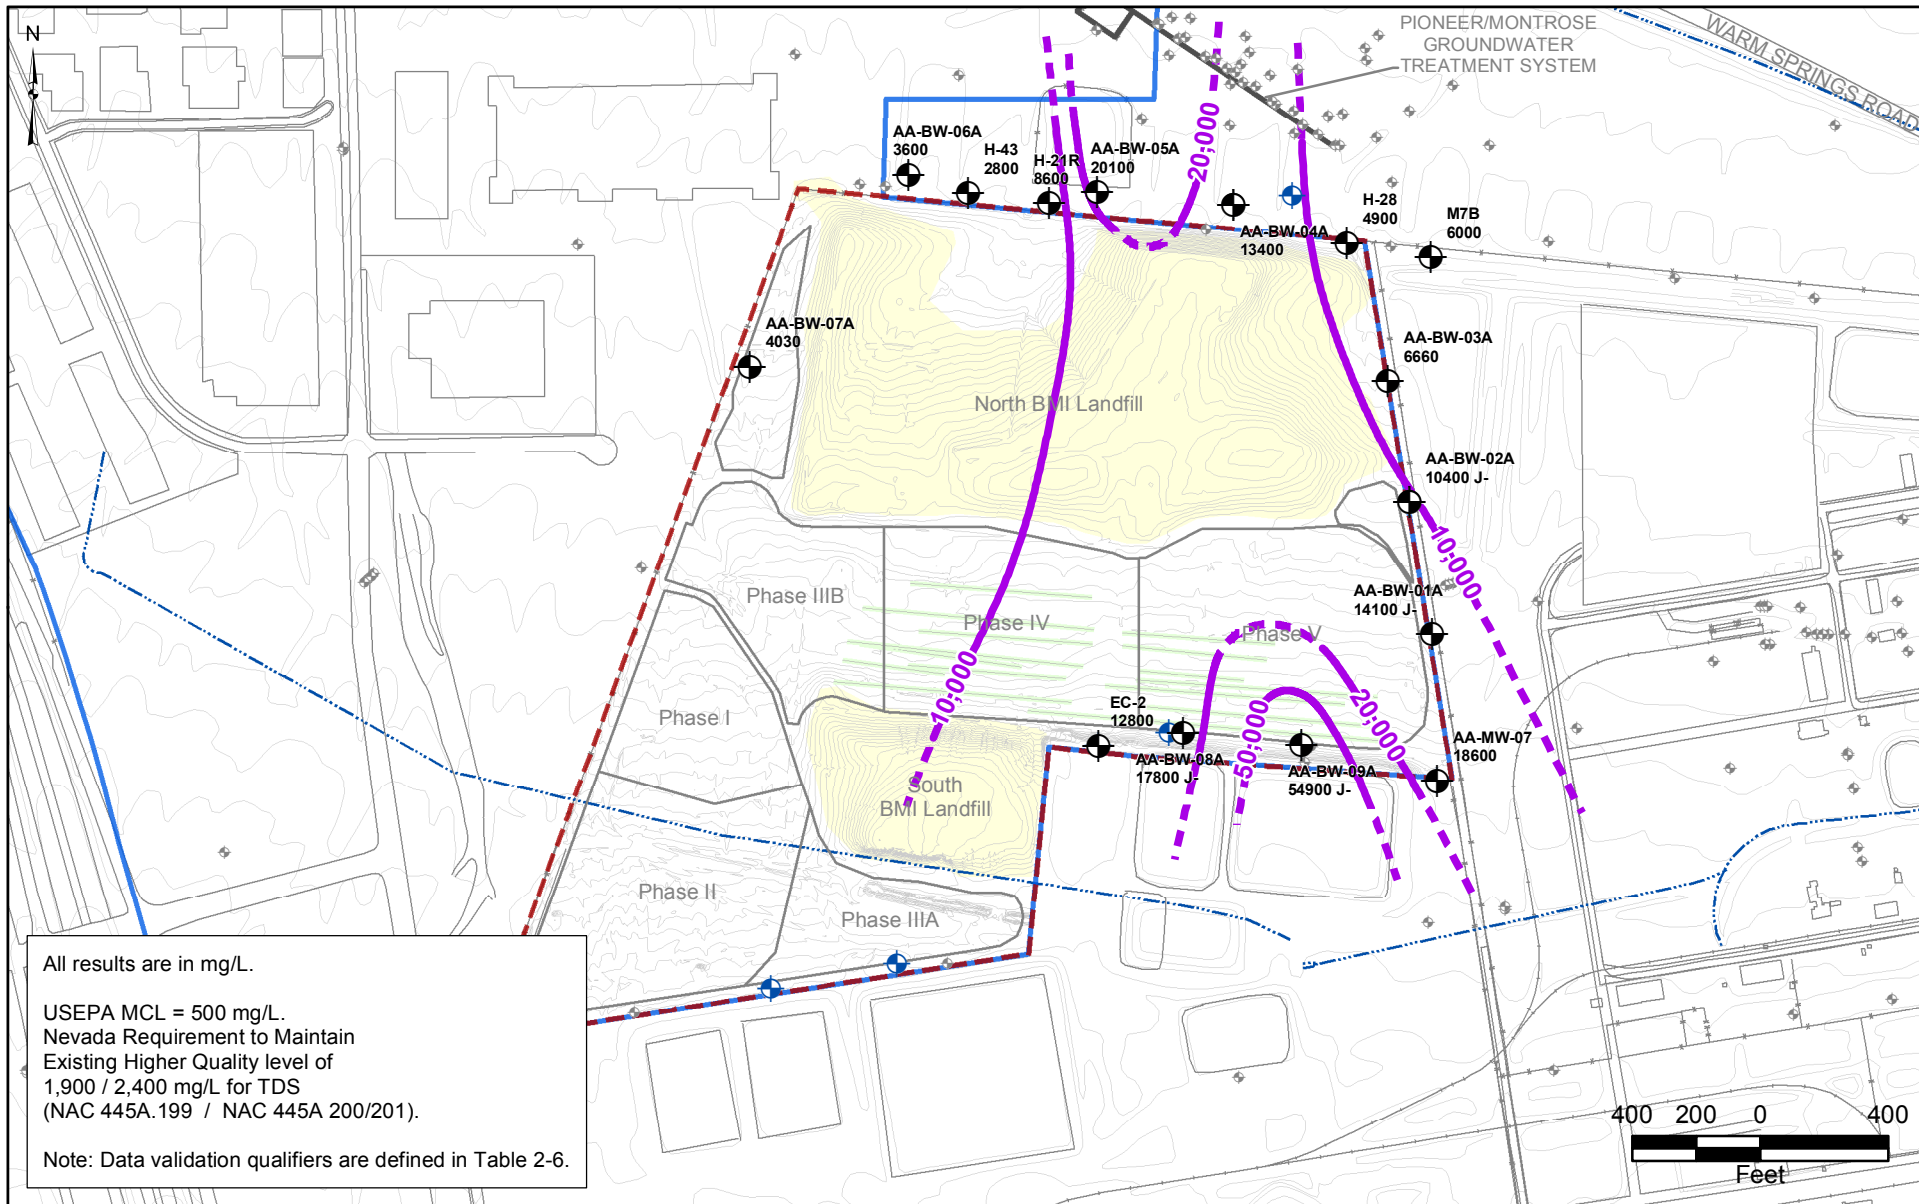 N
PIONEER/MONTROSE
GROUNDWATER
TREATMENT SYSTEM
WARM SPRINGS ROAD
AA-BW-06A
3600
H-43
2800
H-21R
8600
AA-BW-05A
20100
20,000
AA-BW-04A
13400
H-28
4900
M7B
6000
AA-BW-07A
4030
AA-BW-03A
6660
North BMI Landfill
AA-BW-02A
10400 J-
10,000
AA-BW-01A
14100 J-
Phase IIIB
Phase IV
Phase V
10,000
Phase I
EC-2
12800
50,000
20,000
AA-BW-08A
17800 J-
AA-BW-09A
54900 J-
AA-MW-07
18600
South
BMI Landfill
Phase II
Phase IIIA
All results are in mg/L.
USEPA MCL = 500 mg/L.
Nevada Requirement to Maintain
Existing Higher Quality level of
1,900 / 2,400 mg/L for TDS
(NAC 445A.199 / NAC 445A 200/201).
Note: Data validation qualifiers are defined in Table 2-6.
400 200 0 400
Feet